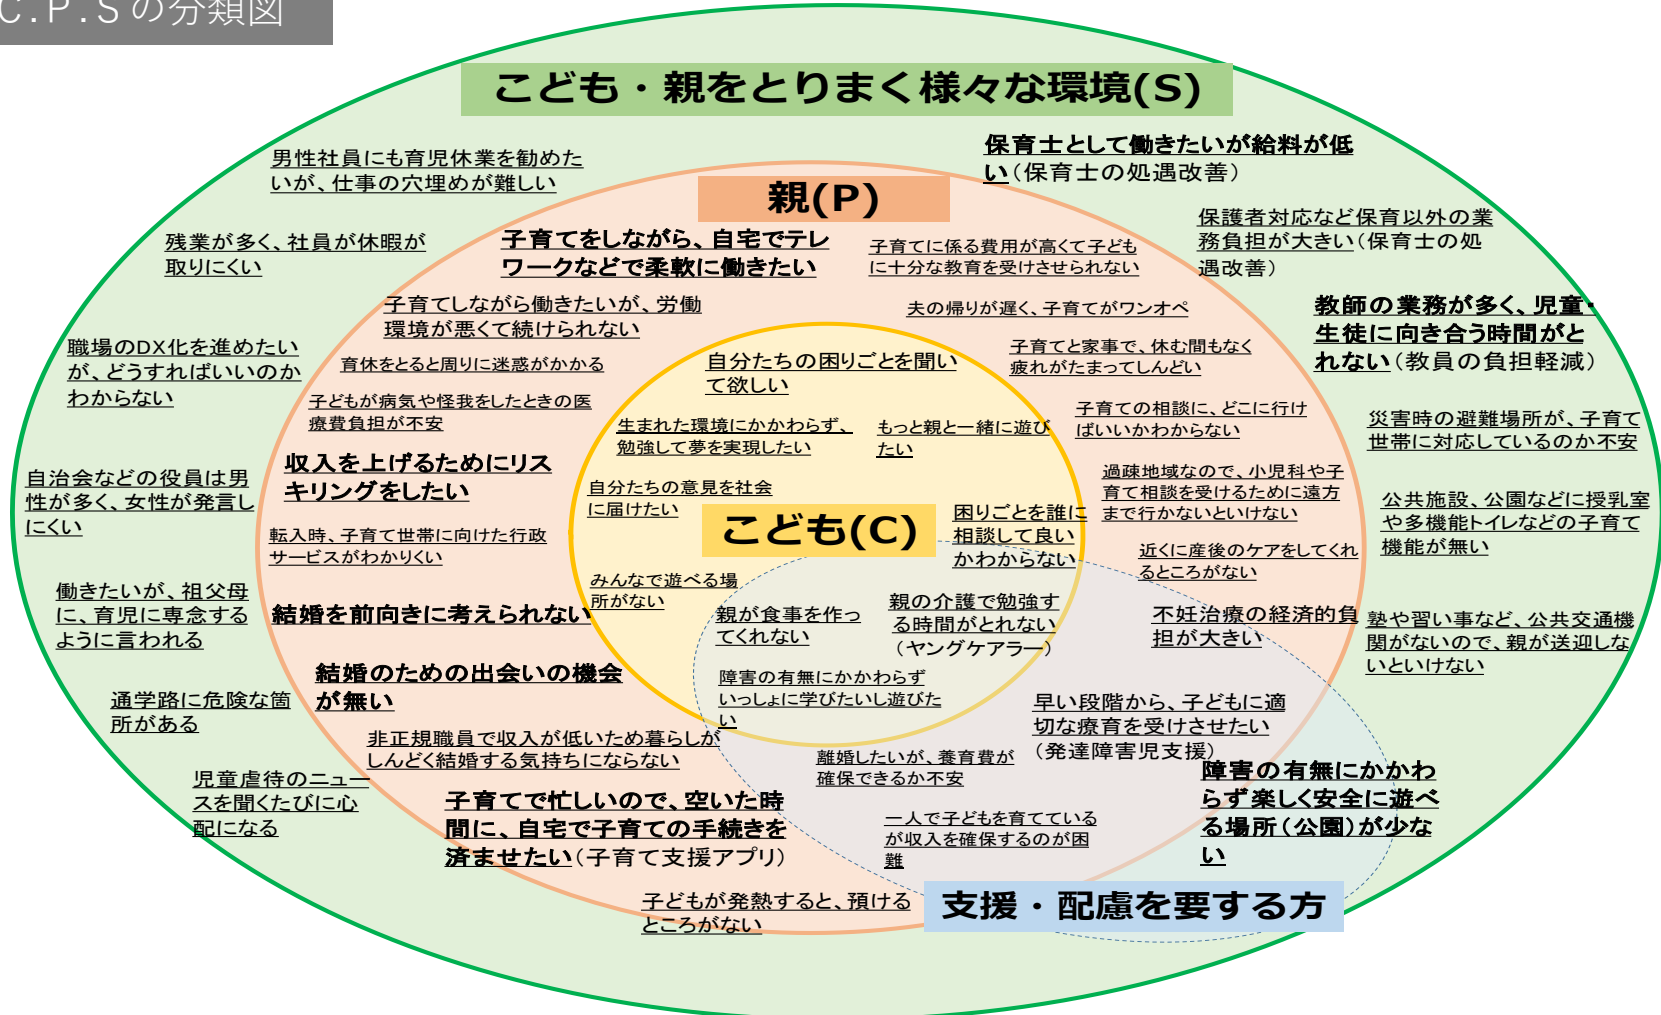 C.P.Sの分類図
こども・親をとりまく様々な環境(S)
男性社員にも育児休業を勧めた
いが、仕事の穴埋めが難しい
保育士として働きたいが給料が低
い(保育士の処遇改善)
残業が多く、社員が休暇が
取りにくい
保護者対応など保育以外の業
務負担が大きい(保育士の処
遇改善)
職場のDX化を進めたい
が、どうすればいいのか
わからない
教師の業務が多く、児童・
生徒に向き合う時間がと
れない(教員の負担軽減)
災害時の避難場所が、子育て
世帯に対応しているのか不安
自治会などの役員は男
性が多く、女性が発言し
にくい
公共施設、公園などに授乳室
や多機能トイレなどの子育て
機能が無い
働きたいが、祖父母
に、育児に専念する
ように言われる
塾や習い事など、公共交通機
関がないので、親が送迎しな
いといけない
通学路に危険な箇
所がある
児童虐待のニュー
スを聞くたびに心
配になる
親(P)
子育てをしながら、自宅でテレ
ワークなどで柔軟に働きたい
子育てに係る費用が高くて子ども
に十分な教育を受けさせられない
子育てしながら働きたいが、労働
環境が悪くて続けられない
夫の帰りが遅く、子育てがワンオペ
育休をとると周りに迷惑がかかる
子育てと家事で、休む間もなく
疲れがたまってしんどい
子どもが病気や怪我をしたときの医
療費負担が不安
子育ての相談に、どこに行け
ばいいかわからない
収入を上げるためにリス
キリングをしたい
過疎地域なので、小児科や子
育て相談を受けるために遠方
まで行かないといけない
転入時、子育て世帯に向けた行政
サービスがわかりくい
近くに産後のケアをしてくれ
るところがない
結婚を前向きに考えられない
不妊治療の経済的負
担が大きい
結婚のための出会いの機会
が無い
非正規職員で収入が低いため暮らしが
しんどく結婚する気持ちにならない
子育てで忙しいので、空いた時
間に、自宅で子育ての手続きを
済ませたい(子育て支援アプリ)
子どもが発熱すると、預ける
ところがない
自分たちの困りごとを聞い
て欲しい
生まれた環境にかかわらず、
勉強して夢を実現したい
もっと親と一緒に遊び
たい
自分たちの意見を社会
に届けたい
こども(C)
困りごとを誰に
相談して良い
かわからない
みんなで遊べる場
所がない
親が食事を作っ
てくれない
親の介護で勉強す
る時間がとれない
(ヤングケアラー)
障害の有無にかかわらず
いっしょに学びたいし遊びた
い
早い段階から、子どもに適
切な療育を受けさせたい
(発達障害児支援)
離婚したいが、養育費が
確保できるか不安
障害の有無にかかわ
らず楽しく安全に遊べ
る場所(公園)が少な
い
一人で子どもを育てている
が収入を確保するのが困
難
支援・配慮を要する方